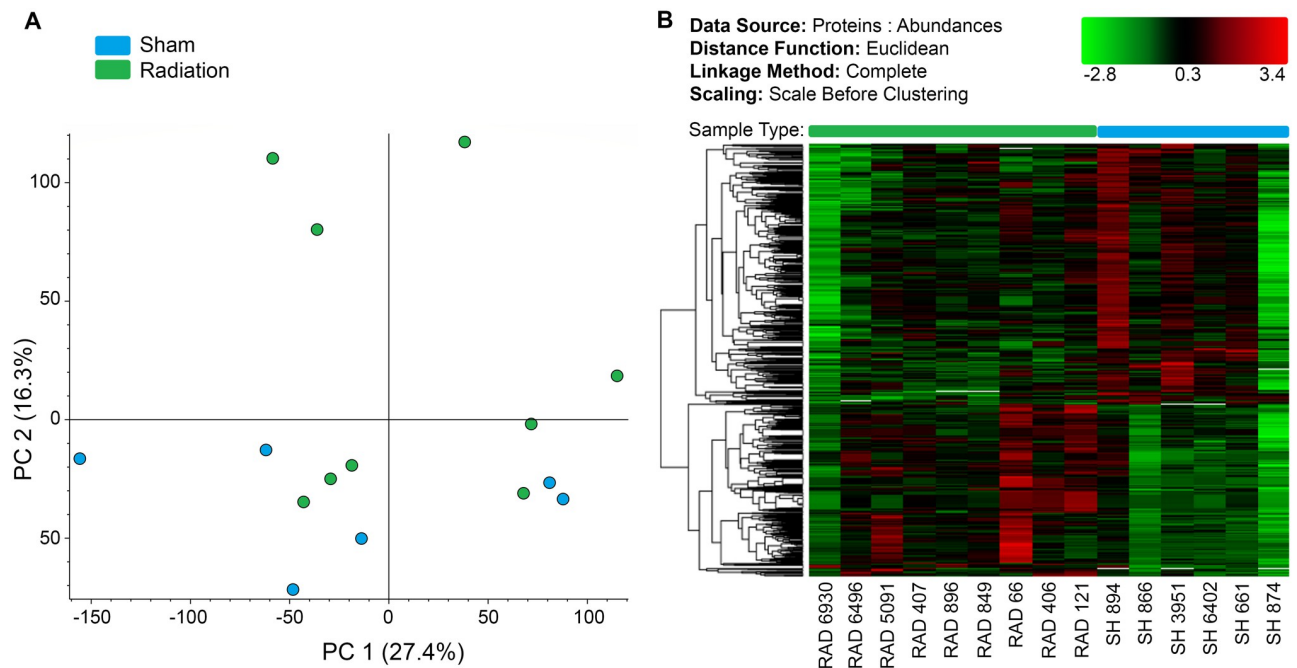 A
Sham
Radiation
100
50
0
50
-150
-100
-50
0
50
100
PC 2 (16.3%)
PC 1 (27.4%)
B
Data Source: Proteins : Abundances
Distance Function: Euclidean
Linkage Method: Complete
Scaling: Scale Before Clustering
-2.8 0.3 3.4
Sample Type:
RAD 6930
RAD 6496
RAD 5091
RAD 407
RAD 896
RAD 849
RAD 66
RAD 406
RAD 121
SH 894
SH 866
SH 3951
SH 6402
SH 661
SH 874